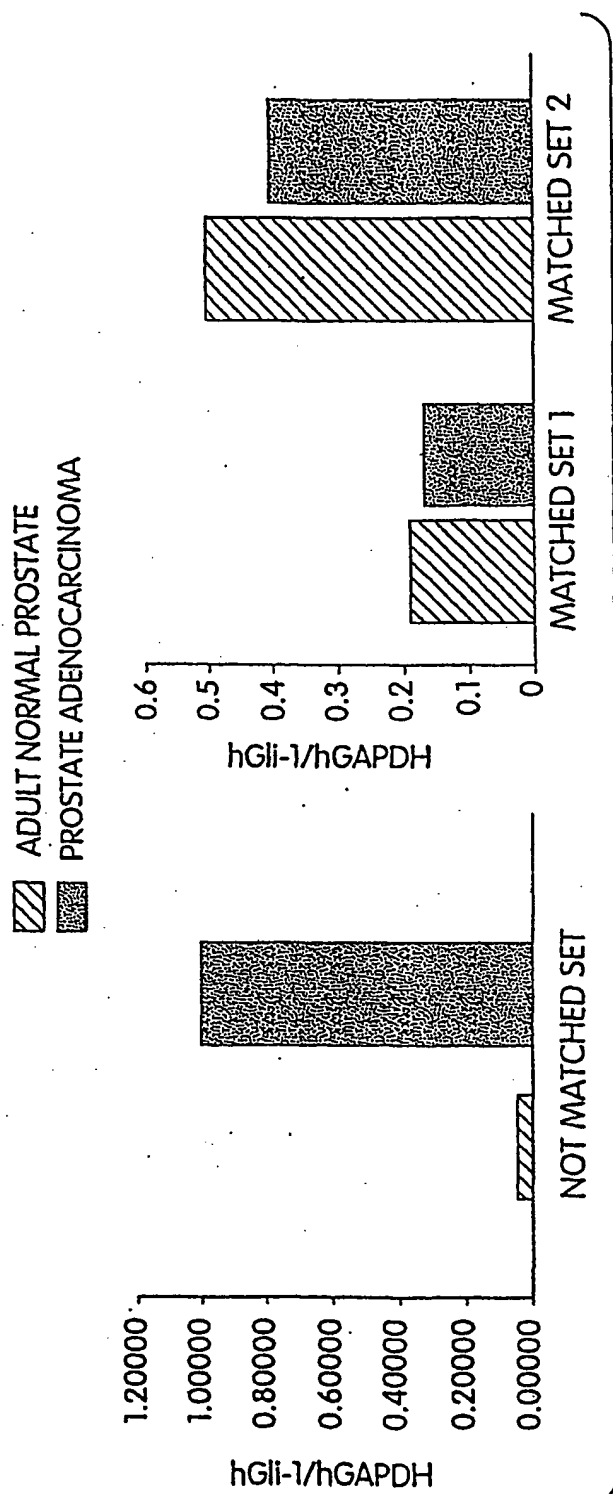 ADULT NORMAL PROSTATE
PROSTATE ADENOCARCINOMA
hGli-1/hGAPDH
1.20000
1.00000
0.80000
0.60000
0.40000
0.20000
0.00000
NOT MATCHED SET
hGli-1/hGAPDH
0.6
0.5
0.4
0.3
0.2
0.1
0
MATCHED SET 1
MATCHED SET 2